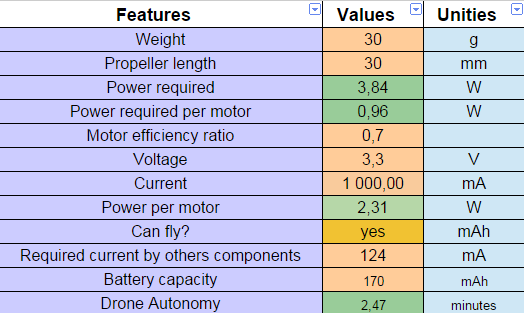 Features Values Unities
Weight 30 g
Propeller length 30 mm
Power required 3,84 W
Power required per motor 0,96 W
Motor efficiency ratio 0,7
Voltage 3,3 V
Current 1 000,00 mA
Power per motor 2,31 W
Can fly? yes mAh
Required current by others components 124 mA
Battery capacity 170 mAh
Drone Autonomy 2,47 minutes